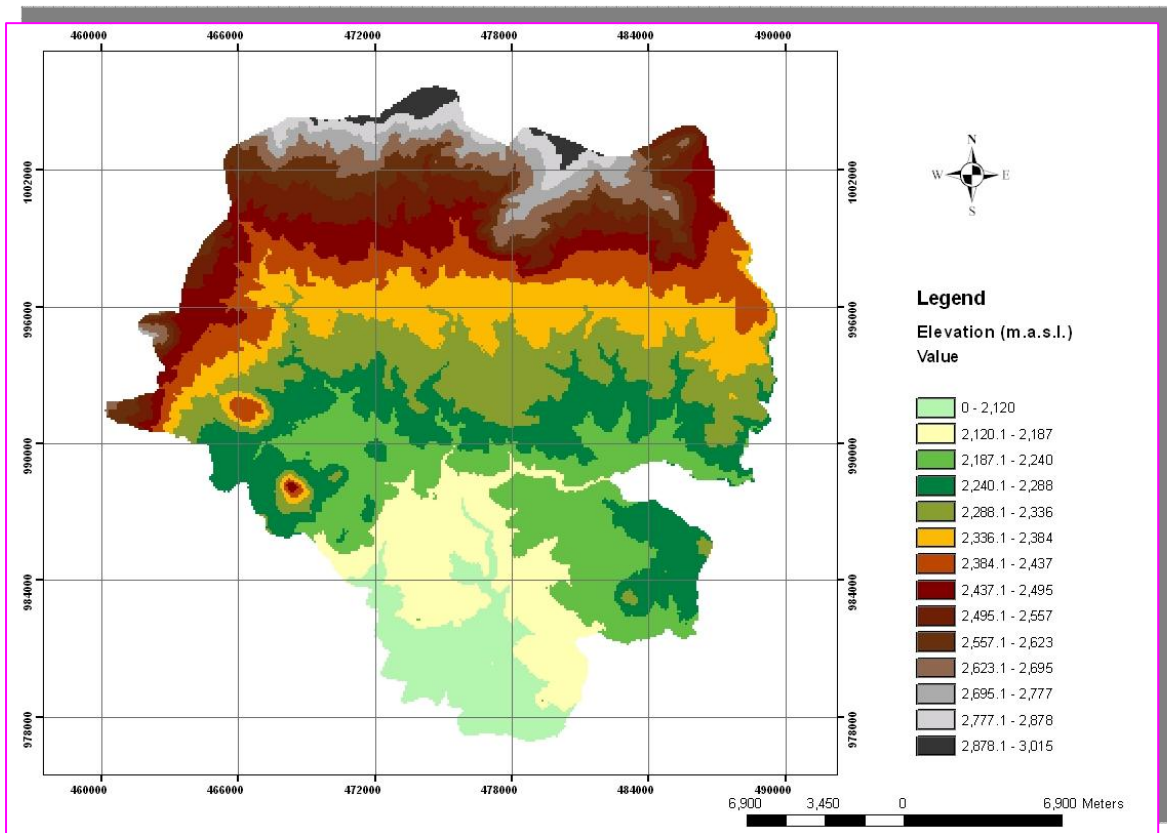 460000 466000 472000 478000 484000 490000
1002000 1002000
996000 996000
990000 990000
984000 984000
978000 978000
460000 466000 472000 478000 484000 490000
N
W E
S
Legend
Elevation (m.a.s.l.)
Value
0 - 2,120
2,120.1 - 2,187
2,187.1 - 2,240
2,240.1 - 2,288
2,288.1 - 2,336
2,336.1 - 2,384
2,384.1 - 2,437
2,437.1 - 2,495
2,495.1 - 2,557
2,557.1 - 2,623
2,623.1 - 2,695
2,695.1 - 2,777
2,777.1 - 2,878
2,878.1 - 3,015
6,900 3,450 0 6,900 Meters